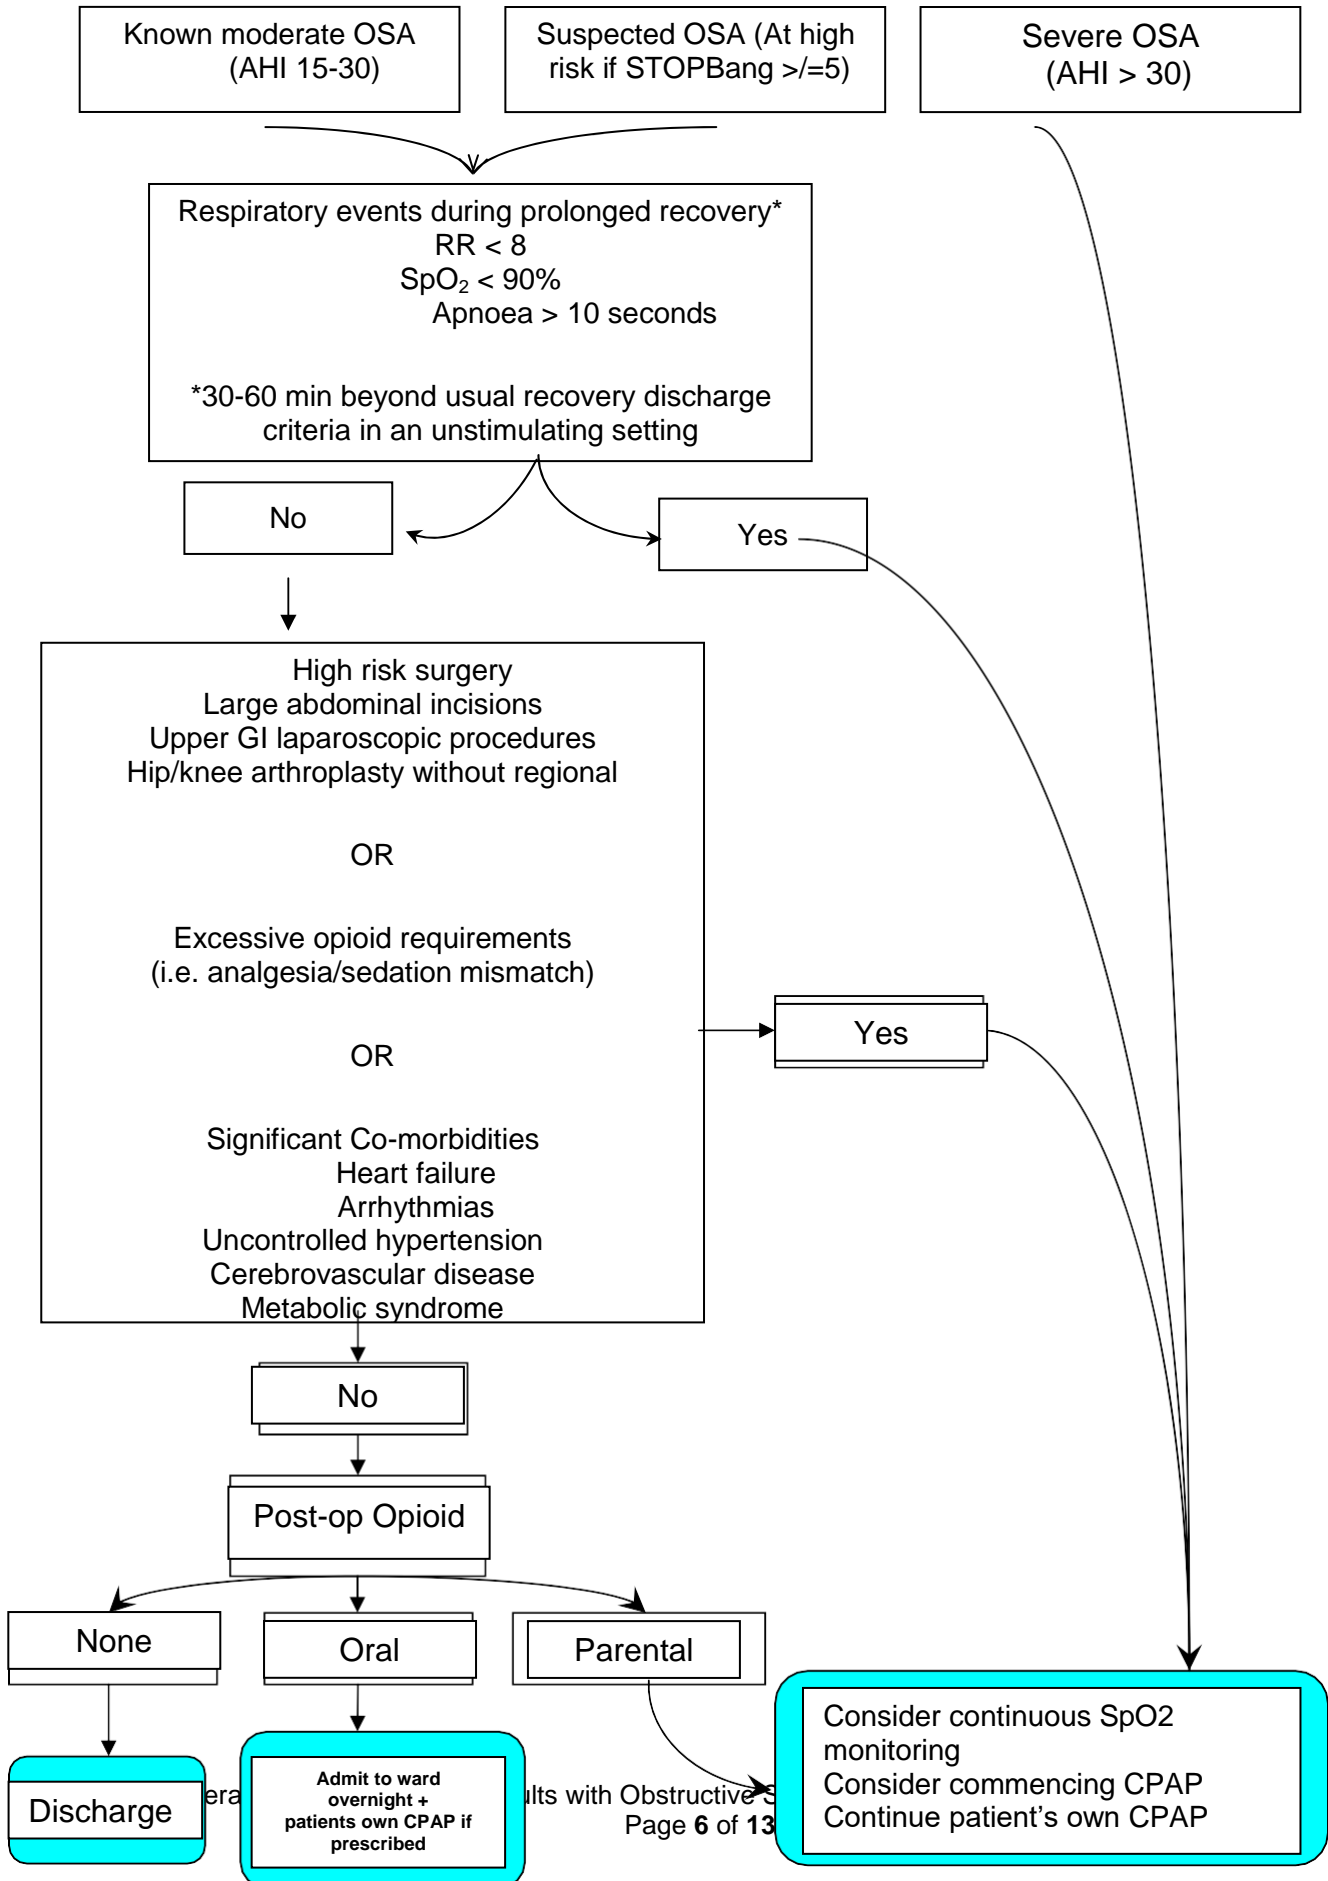 Known moderate OSA
(AHI 15-30)
Suspected OSA (At high
risk if STOPBang >/=5)
Severe OSA
(AHI > 30)
Respiratory events during prolonged recovery*
RR < 8
SpO₂ < 90%
Apnoea > 10 seconds
*30-60 min beyond usual recovery discharge
criteria in an unstimulating setting
No
Yes
High risk surgery
Large abdominal incisions
Upper GI laparoscopic procedures
Hip/knee arthroplasty without regional
OR
Excessive opioid requirements
(i.e. analgesia/sedation mismatch)
OR
Significant Co-morbidities
Heart failure
Arrhythmias
Uncontrolled hypertension
Cerebrovascular disease
Metabolic syndrome
Yes
No
Post-op Opioid
None
Oral
Parental
Discharge
Admit to ward
overnight +
patients own CPAP if
prescribed
Consider continuous SpO2
monitoring
Consider commencing CPAP
Continue patient's own CPAP
with Obstructive
Page 6 of 13